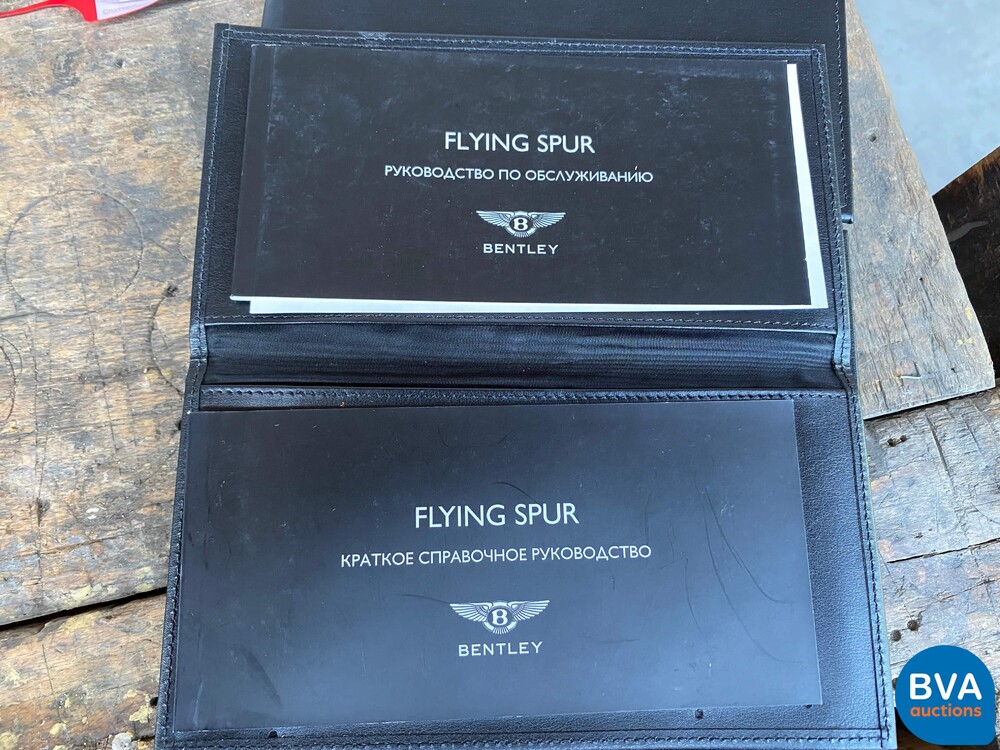 FLYING SPUR
РУКОВОДСТВО ПО ОБСЛУЖИВАНИЮ
B
BENTLEY
FLYING SPUR
КРАТКОЕ СПРАВОЧНОЕ РУКОВОДСТВО
B
BENTLEY
BVA
auctions